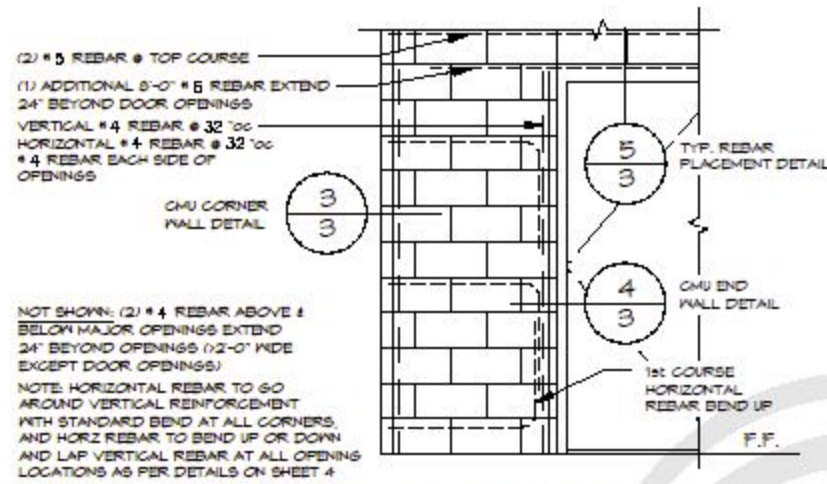 (2) #5 REBAR @ TOP COURSE
(1) ADDITIONAL 8'-0" #6 REBAR EXTEND
24" BEYOND DOOR OPENINGS
VERTICAL #4 REBAR @ 32 "OC
HORIZONTAL #4 REBAR @ 32 "OC
#4 REBAR EACH SIDE OF
OPENINGS
CMU CORNER
WALL DETAIL
3
3
5
3
TYP. REBAR
PLACEMENT DETAIL
4
3
CMU END
WALL DETAIL
NOT SHOWN: (2) #4 REBAR ABOVE &
BELOW MAJOR OPENINGS EXTEND
24" BEYOND OPENINGS (>2'-0" WIDE
EXCEPT DOOR OPENINGS)
NOTE: HORIZONTAL REBAR TO GO
AROUND VERTICAL REINFORCEMENT
WITH STANDARD BEND AT ALL CORNERS,
AND HORZ REBAR TO BEND UP OR DOWN
AND LAP VERTICAL REBAR AT ALL OPENING
LOCATIONS AS PER DETAILS ON SHEET 4
1st COURSE
HORIZONTAL
REBAR BEND UP
F.F.